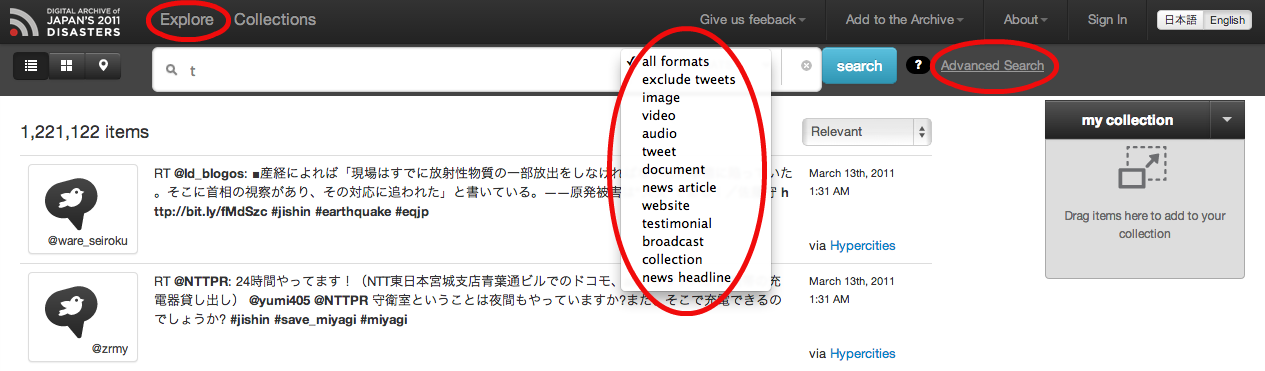 DIGITAL ARCHIVE of
JAPAN'S 2011
DISASTERS
Explore
Collections
Give us feeback
Add to the Archive
About
Sign In
日本語
English
t
search
?
Advanced Search
all formats
exclude tweets
image
video
audio
tweet
document
news article
website
testimonial
broadcast
collection
news headline
1,221,122 items
Relevant
my collection
Drag items here to add to your
collection
@ware_seiroku
RT @ld_blogos: ■産経によれば「現場はすでに放射性物質の一部放出をしなければ
いた
。そこに首相の視察があり、その対応に追われた」と書いている。——原発被害
守 h
ttp://bit.ly/fMdSzc #jishin #earthquake #eqjp
March 13th, 2011
1:31 AM
via Hypercities
@zrmy
RT @NTTPR: 24時間やってます！（NTT東日本宮城支店青葉通ビルでのドコモ、
充
電器貸し出し） @yumi405 @NTTPR 守衛室ということは夜間もやっていますか?また、そこで充電できるの
でしょうか? #jishin #save_miyagi #miyagi
March 13th, 2011
1:31 AM
via Hypercities